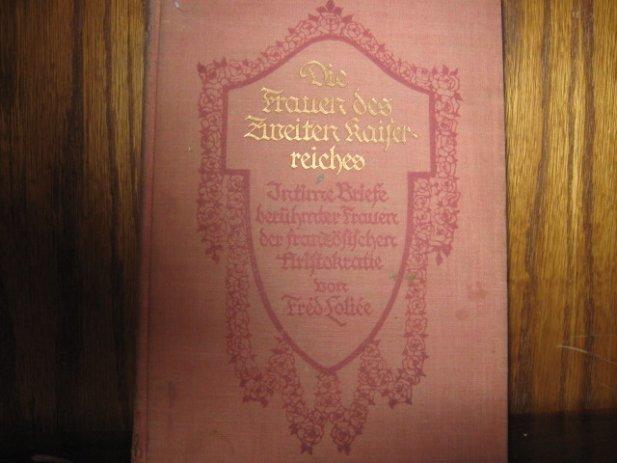 Die
Frauen des
Zweiten Kaiser-
reiches
Intime Briefe
berühmter Frauen
der französischen
Aristokratie
von
Fréd Loliée